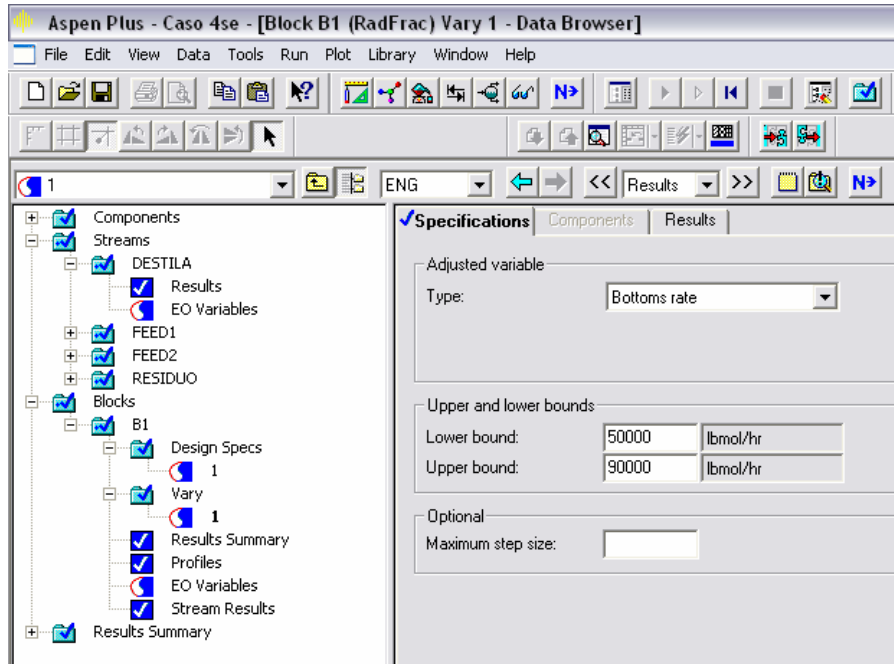 Aspen Plus - Caso 4se - [Block B1 (RadFrac) Vary 1 - Data Browser]
File Edit View Data Tools Run Plot Library Window Help
N>
1 ENG << Results >> N>
Components
Streams
DESTILA
Results
EO Variables
FEED1
FEED2
RESIDUO
Blocks
B1
Design Specs
1
Vary
1
Results Summary
Profiles
EO Variables
Stream Results
Results Summary
Specifications Components Results
Adjusted variable
Type: Bottoms rate
Upper and lower bounds
Lower bound: 50000 lbmol/hr
Upper bound: 90000 lbmol/hr
Optional
Maximum step size: